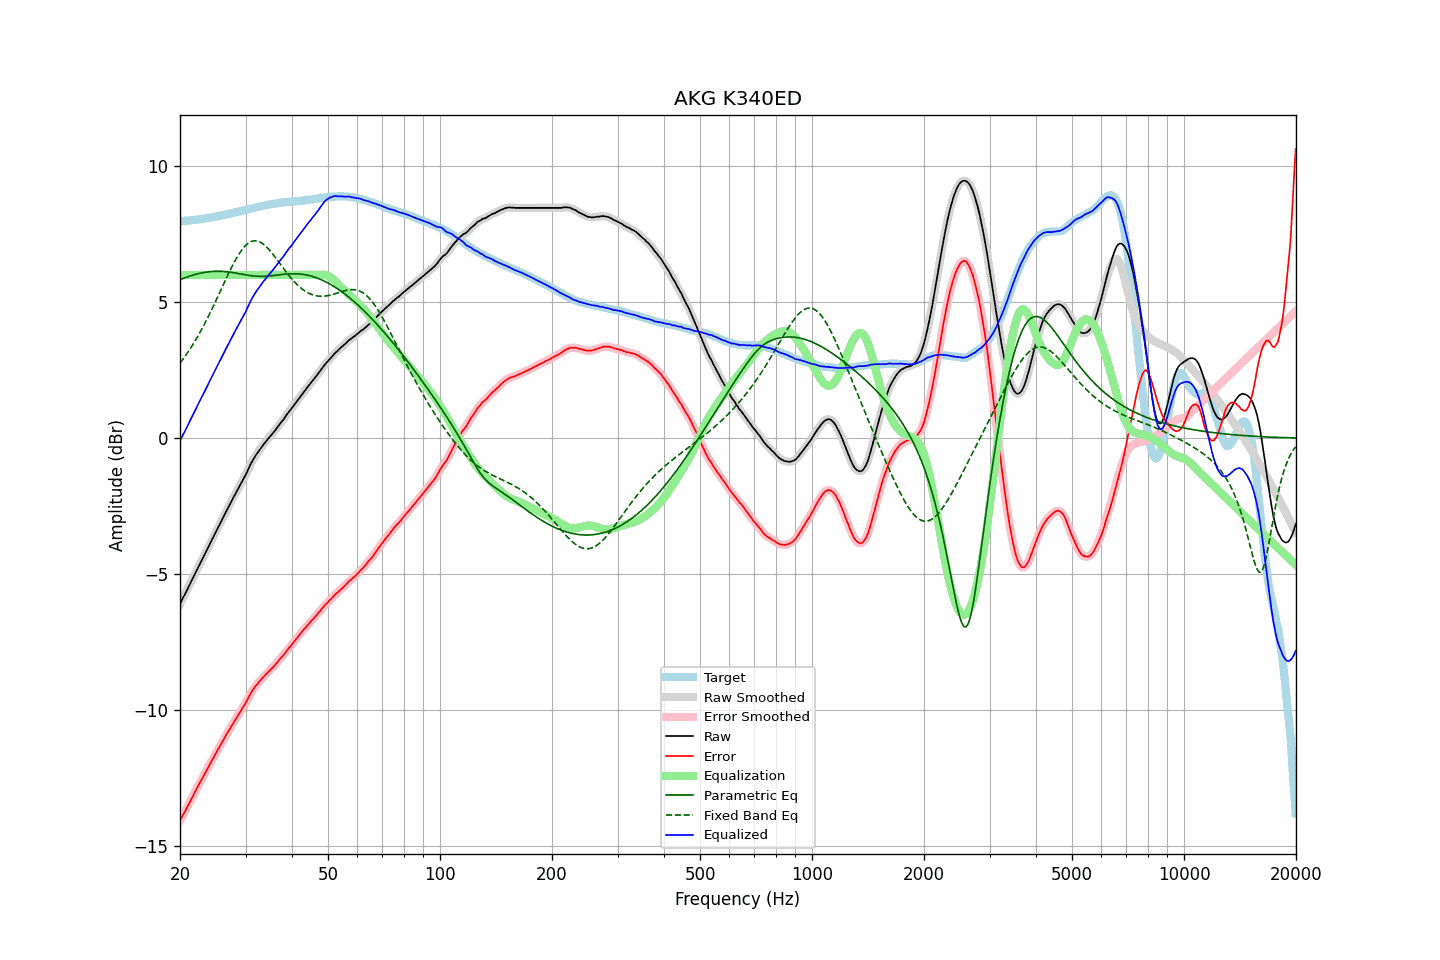 AKG K340ED
Amplitude (dBr)
10
5
0
−5
−10
−15
20
50
100
200
500
1000
2000
5000
10000
20000
Frequency (Hz)
Target
Raw Smoothed
Error Smoothed
Raw
Error
Equalization
Parametric Eq
Fixed Band Eq
Equalized